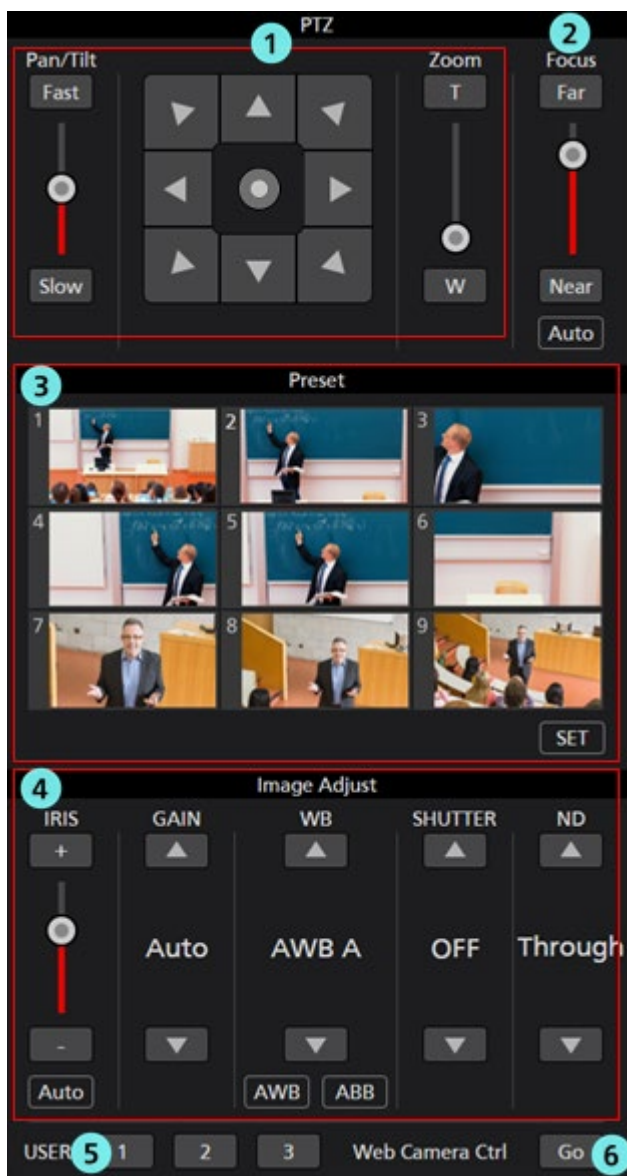 PTZ
1
2
Pan/Tilt
Zoom
Focus
Fast
T
Far
Slow
W
Near
Auto
3
Preset
1
2
3
4
5
6
7
8
9
SET
4
Image Adjust
IRIS
GAIN
WB
SHUTTER
ND
+
Auto
AWB A
OFF
Through
-
Auto
AWB
ABB
USER
5
1
2
3
Web Camera Ctrl
Go
6